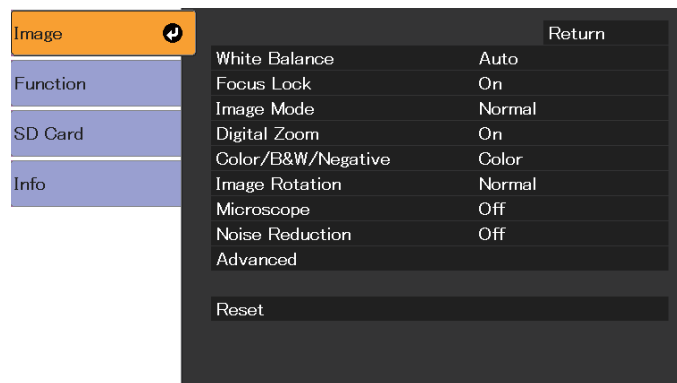 Image
Function
SD Card
Info
Return
White Balance Auto
Focus Lock On
Image Mode Normal
Digital Zoom On
Color/B&W/Negative Color
Image Rotation Normal
Microscope Off
Noise Reduction Off
Advanced
Reset